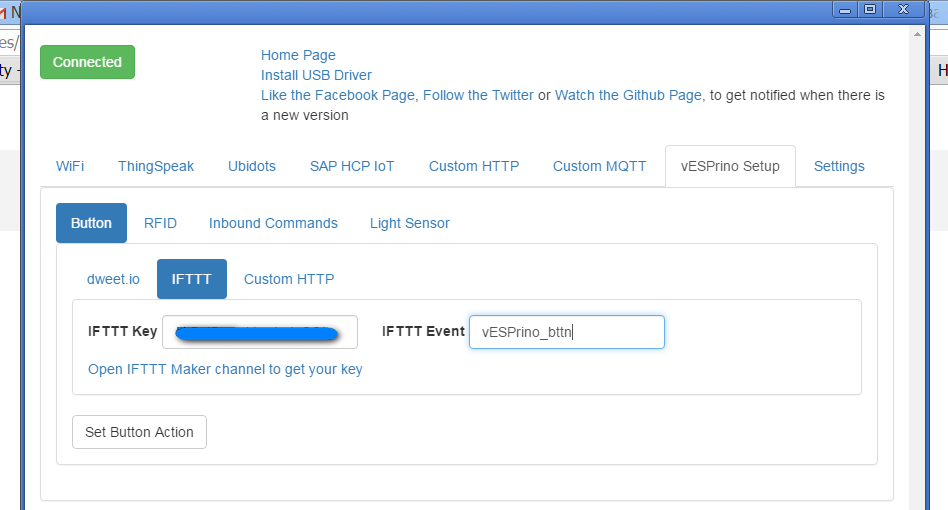 Connected
Home Page
Install USB Driver
Like the Facebook Page, Follow the Twitter or Watch the Github Page, to get notified when there is
a new version
WiFi ThingSpeak Ubidots SAP HCP IoT Custom HTTP Custom MQTT vESPrino Setup Settings
Button RFID Inbound Commands Light Sensor
dweet.io IFTTT Custom HTTP
IFTTT Key IFTTT Event vESPrino_bttn
Open IFTTT Maker channel to get your key
Set Button Action